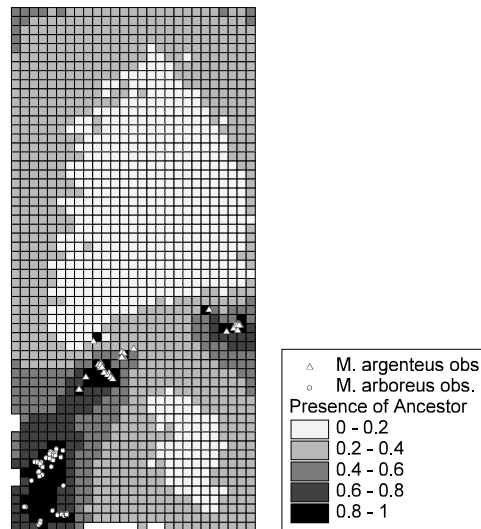 M. argenteus obs
M. arboreus obs.
Presence of Ancestor
0 - 0.2
0.2 - 0.4
0.4 - 0.6
0.6 - 0.8
0.8 - 1